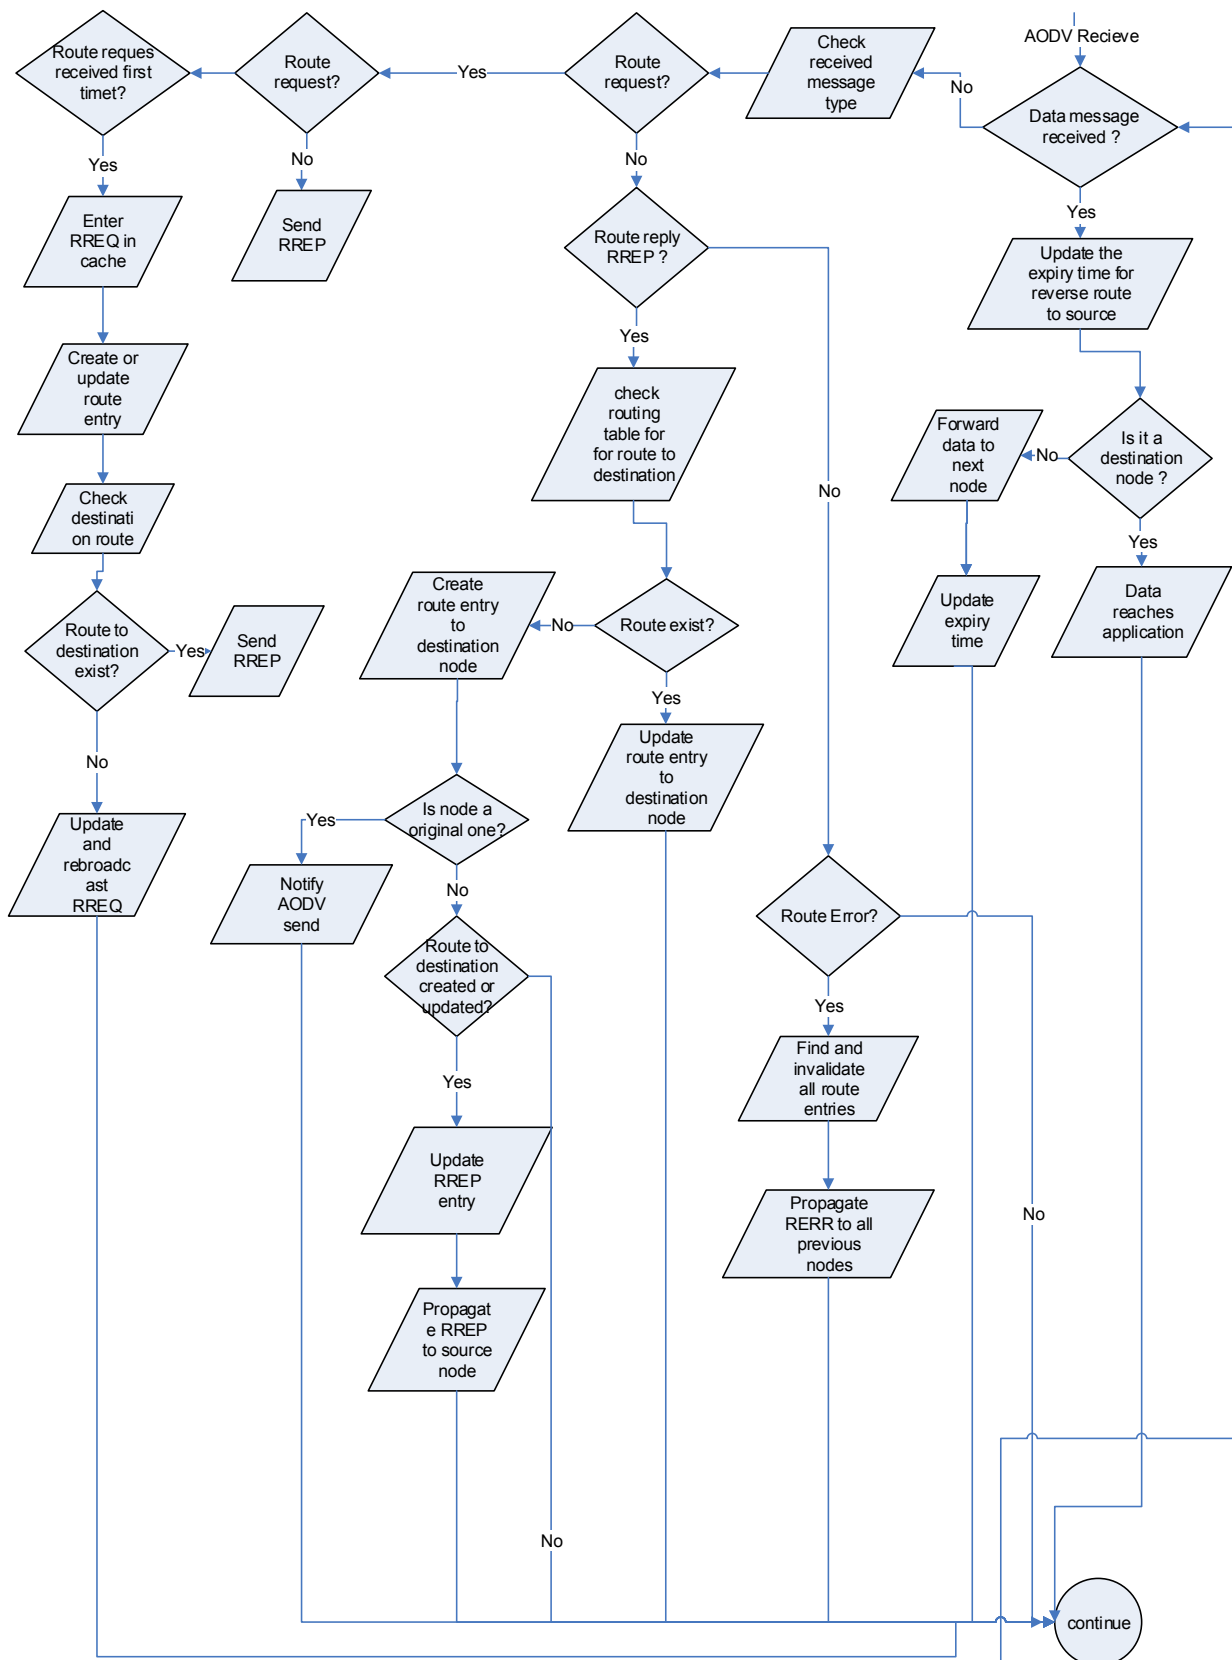 AODV Recieve
Route reques
received first
timet?
Route
request?
Yes
Route
request?
Check
received
message
type
No
Data message
received ?
Yes
No
No
Yes
Enter
RREQ in
cache
Send
RREP
Route reply
RREP ?
Update the
expiry time for
reverse route
to source
Create or
update
route
entry
Yes
check
routing
table for
for route to
destination
Forward
data to
next
node
No
Is it a
destination
node ?
No
Check
destinati
on route
Yes
Create
route entry
to
destination
node
No
Route exist?
Update
expiry
time
Data
reaches
application
Route to
destination
exist?
Yes
Send
RREP
Yes
No
Update
route entry
to
destination
node
Update
and
rebroadc
ast
RREQ
Yes
Is node a
original one?
Notify
AODV
send
No
Route Error?
Route to
destination
created or
updated?
Yes
Yes
Find and
invalidate
all route
entries
Update
RREP
entry
Propagate
RERR to all
previous
nodes
No
Propagat
e RREP
to source
node
No
continue